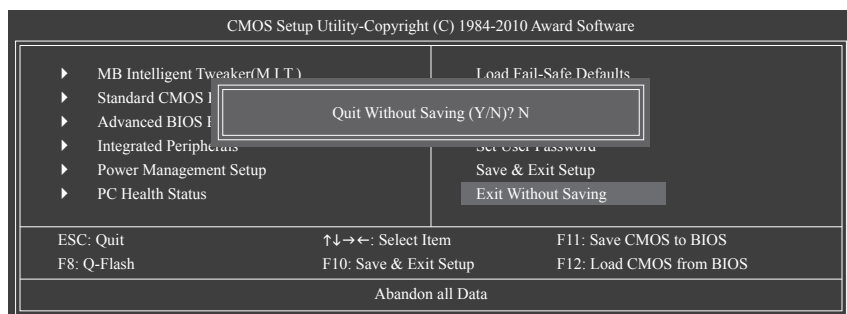 CMOS Setup Utility-Copyright (C) 1984-2010 Award Software
MB Intelligent Tweaker(M.I.T.)
Standard CMOS
Advanced BIOS
Integrated Peripherals
Power Management Setup
PC Health Status
Load Fail-Safe Defaults
Quit Without Saving (Y/N)? N
Set User Password
Save & Exit Setup
Exit Without Saving
ESC: Quit ↑↓→←: Select Item F11: Save CMOS to BIOS
F8: Q-Flash F10: Save & Exit Setup F12: Load CMOS from BIOS
Abandon all Data